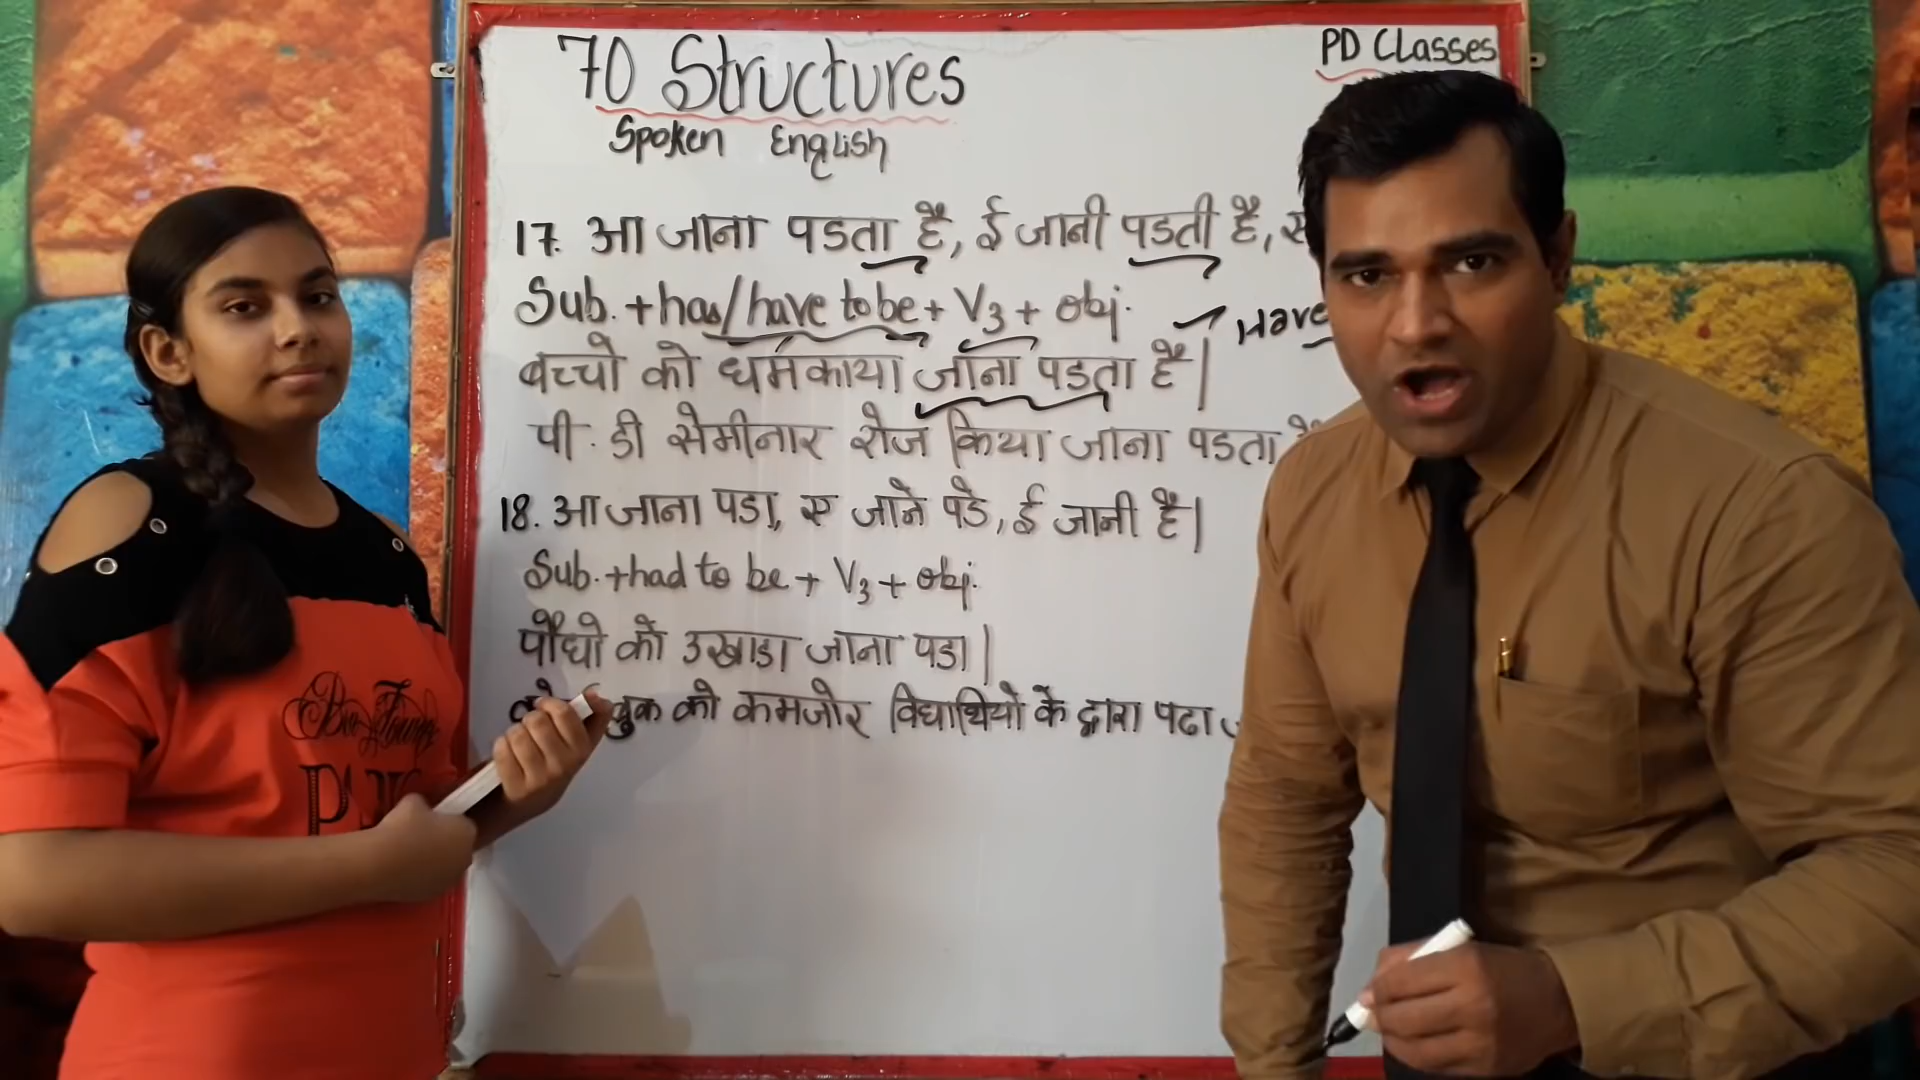 70 Structures
PD Classes
Spoken English
17. आ जाना पडता है, ई जानी पडती है,
Sub. + has/have to be + V3 + obj.
Have
बच्चो को धमकाया जाना पडता है|
पी. डी सेमीनार रोज किया जाना पडता
18. आ जाना पडा, ए जाने पडे, ई जानी है|
Sub. + had to be + V3 + obj.
पौधो को उखाडा जाना पडा|
बुक को कमजोर विद्यार्थियो के द्वारा पढा